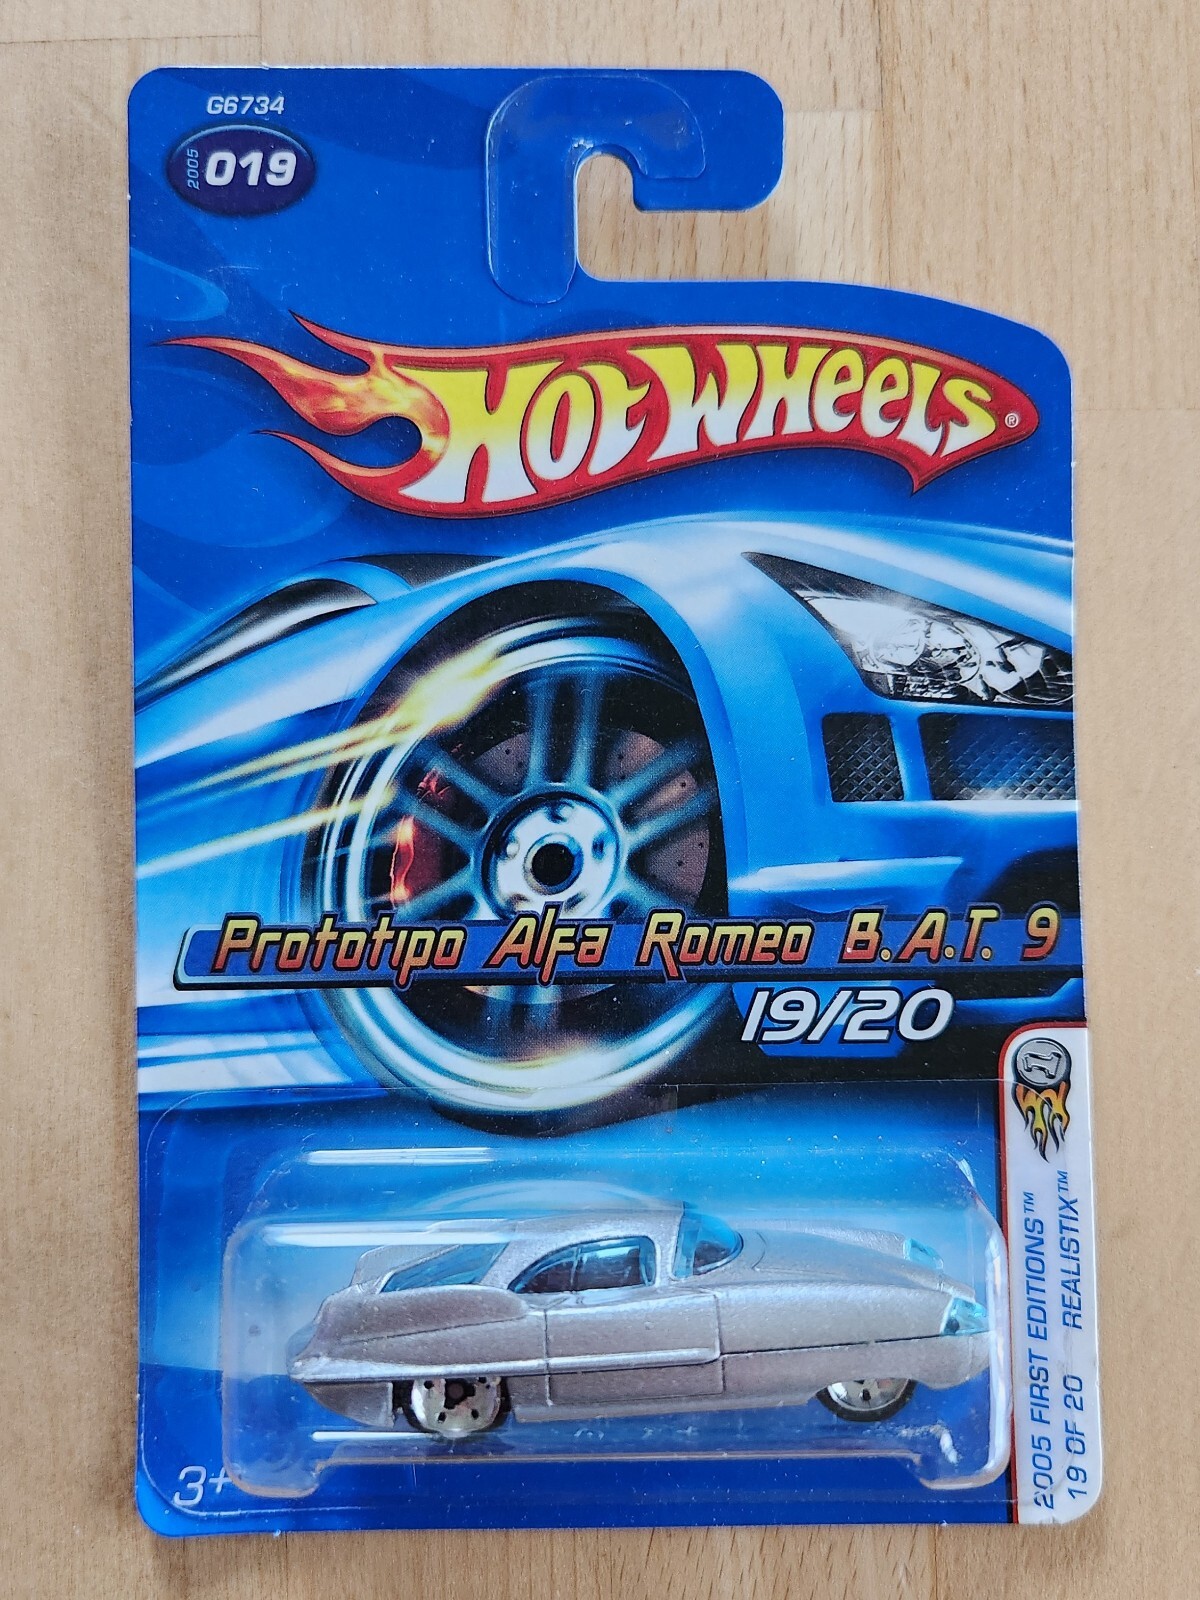 G6734
2005
019
HOT WHEELS®
Prototipo Alfa Romeo B.A.T. 9
19/20
1
2005 FIRST EDITIONS™
19 OF 20 REALISTIX™
3+